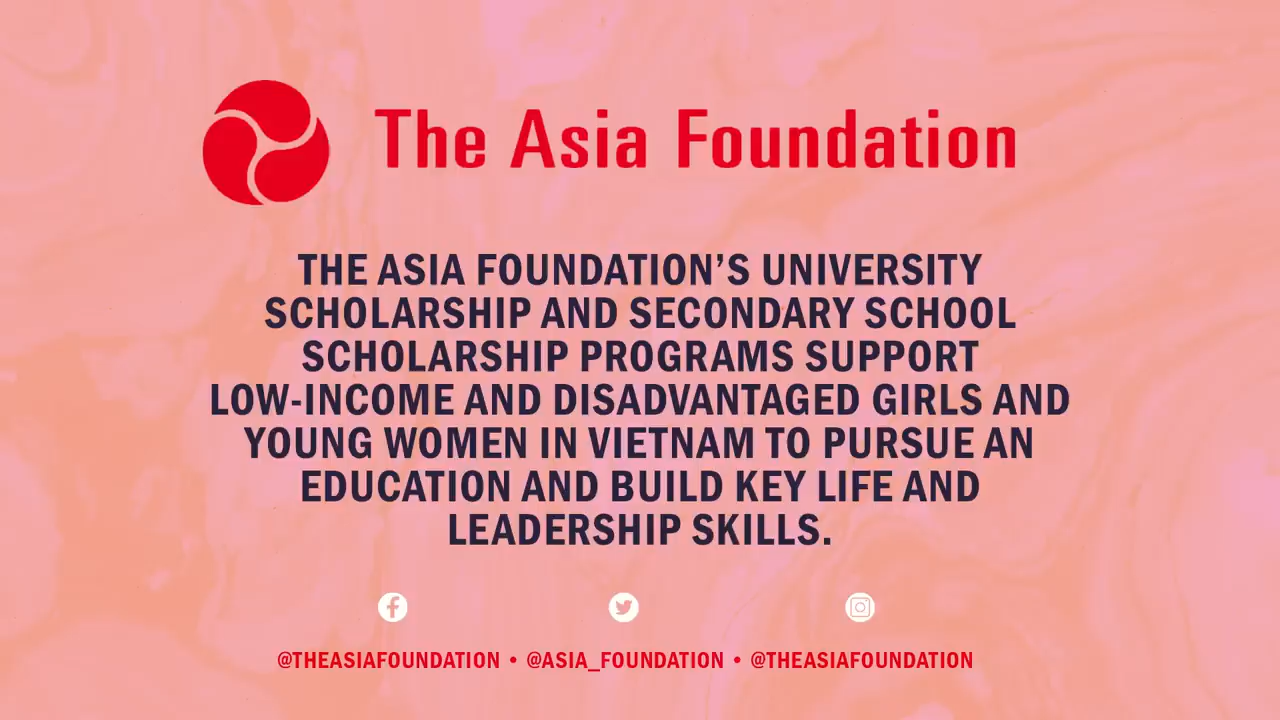 The Asia Foundation
THE ASIA FOUNDATION’S UNIVERSITY
SCHOLARSHIP AND SECONDARY SCHOOL
SCHOLARSHIP PROGRAMS SUPPORT
LOW-INCOME AND DISADVANTAGED GIRLS AND
YOUNG WOMEN IN VIETNAM TO PURSUE AN
EDUCATION AND BUILD KEY LIFE AND
LEADERSHIP SKILLS.
@THEASIAFOUNDATION • @ASIA_FOUNDATION • @THEASIAFOUNDATION